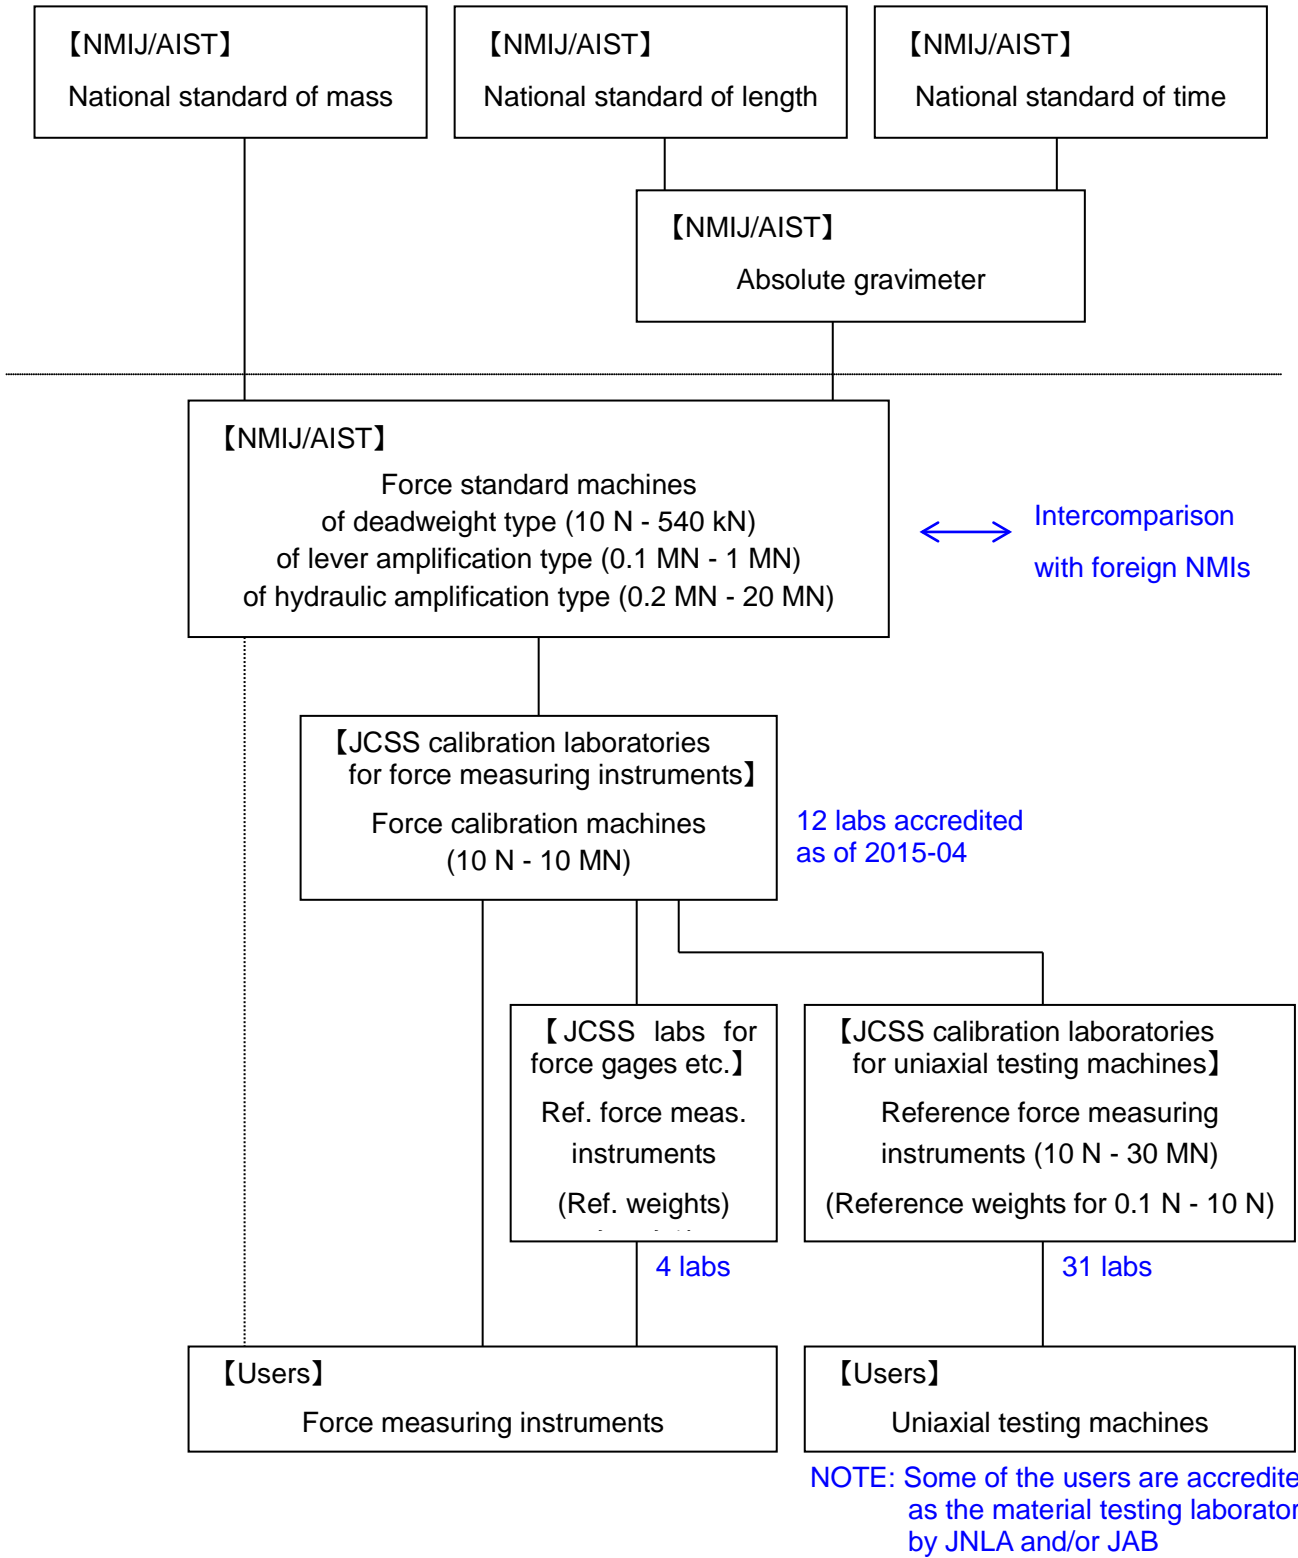 【NMIJ/AIST】
National standard of mass
【NMIJ/AIST】
National standard of length
【NMIJ/AIST】
National standard of time
【NMIJ/AIST】
Absolute gravimeter
【NMIJ/AIST】
Force standard machines
of deadweight type (10 N - 540 kN)
of lever amplification type (0.1 MN - 1 MN)
of hydraulic amplification type (0.2 MN - 20 MN)
Intercomparison
with foreign NMIs
【JCSS calibration laboratories
for force measuring instruments】
Force calibration machines
(10 N - 10 MN)
12 labs accredited
as of 2015-04
【JCSS labs for
force gages etc.】
Ref. force meas.
instruments
(Ref. weights)
4 labs
【JCSS calibration laboratories
for uniaxial testing machines】
Reference force measuring
instruments (10 N - 30 MN)
(Reference weights for 0.1 N - 10 N)
31 labs
【Users】
Force measuring instruments
【Users】
Uniaxial testing machines
NOTE: Some of the users are accredite
as the material testing laborator
by JNLA and/or JAB